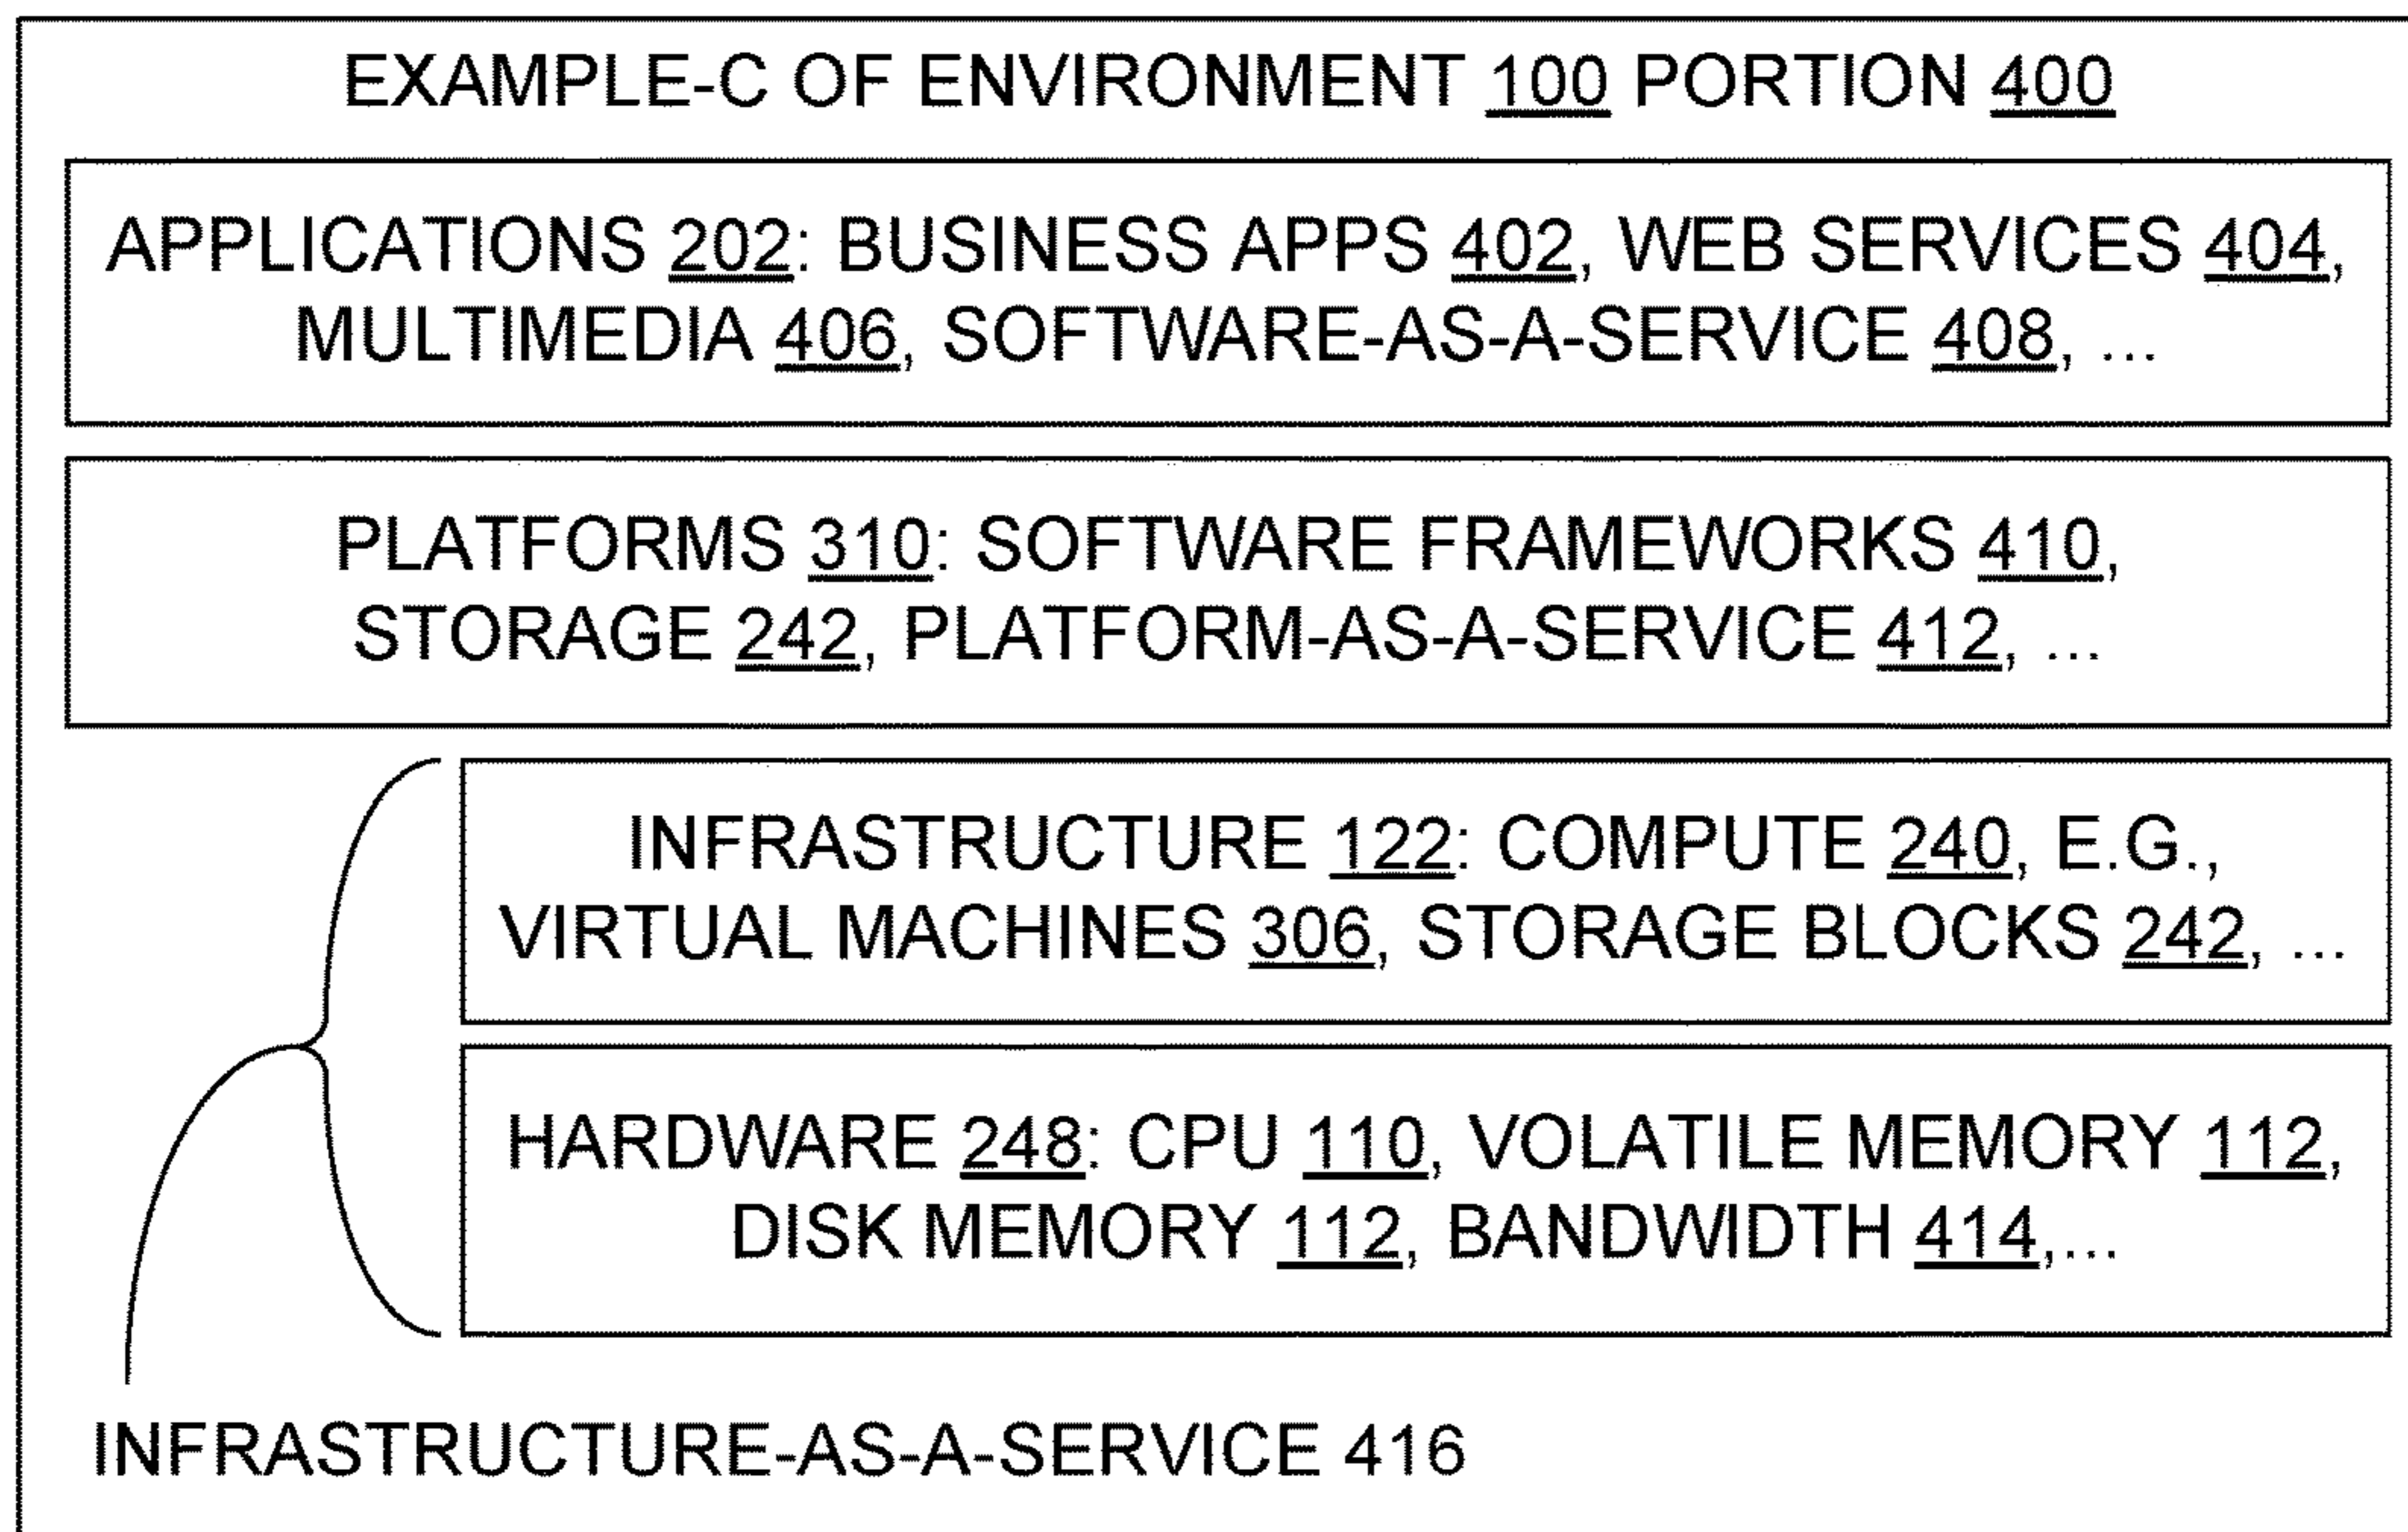 EXAMPLE-C OF ENVIRONMENT 100 PORTION 400
APPLICATIONS 202: BUSINESS APPS 402, WEB SERVICES 404,
MULTIMEDIA 406, SOFTWARE-AS-A-SERVICE 408, ...
PLATFORMS 310: SOFTWARE FRAMEWORKS 410,
STORAGE 242, PLATFORM-AS-A-SERVICE 412, ...
INFRASTRUCTURE 122: COMPUTE 240, E.G.,
VIRTUAL MACHINES 306, STORAGE BLOCKS 242, ...
HARDWARE 248: CPU 110, VOLATILE MEMORY 112,
DISK MEMORY 112, BANDWIDTH 414,...
INFRASTRUCTURE-AS-A-SERVICE 416